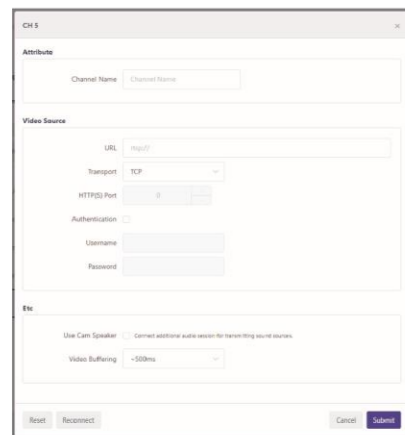 CH 5 ×
Attribute
Channel Name Channel Name
Video Source
URL rtsp://
Transport TCP
HTTP(S) Port 0
Authentication
Username
Password
Etc
Use Cam Speaker Connect additional audio session for transmitting sound sources.
Video Buffering ~500ms
Reset Reconnect Cancel Submit